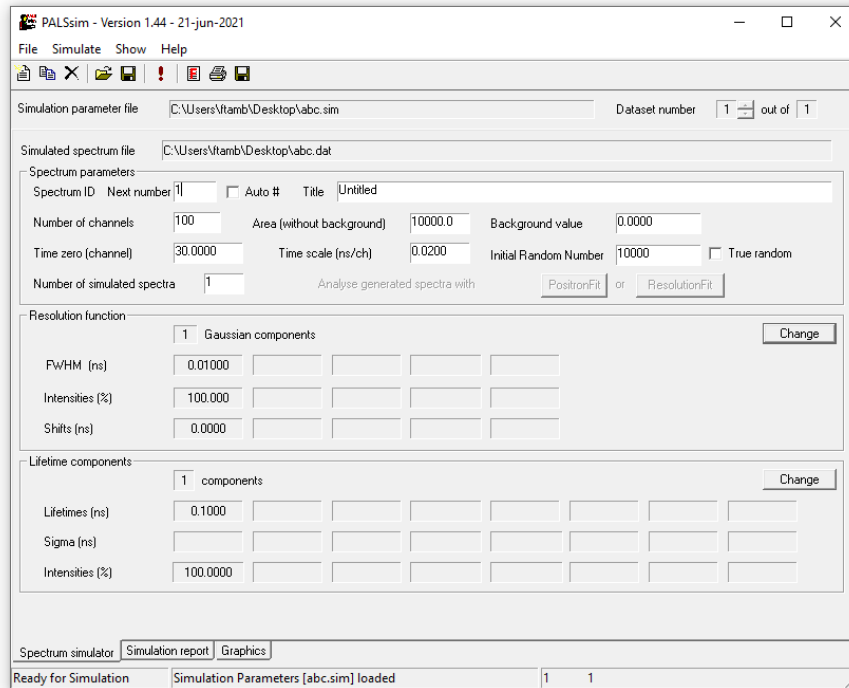 PALSsim - Version 1.44 - 21-jun-2021
File Simulate Show Help
Simulation parameter file C:\Users\ftamb\Desktop\abc.sim Dataset number 1 out of 1
Simulated spectrum file C:\Users\ftamb\Desktop\abc.dat
Spectrum parameters
Spectrum ID Next number 1 Auto # Title Untitled
Number of channels 100 Area (without background) 10000.0 Background value 0.0000
Time zero (channel) 30.0000 Time scale (ns/ch) 0.0200 Initial Random Number 10000 True random
Number of simulated spectra 1 Analyse generated spectra with PositronFit or ResolutionFit
Resolution function
1 Gaussian components Change
FWHM (ns) 0.01000
Intensities (%) 100.000
Shifts (ns) 0.0000
Lifetime components
1 components Change
Lifetimes (ns) 0.1000
Sigma (ns)
Intensities (%) 100.0000
Spectrum simulator Simulation report Graphics
Ready for Simulation Simulation Parameters [abc.sim] loaded 1 1